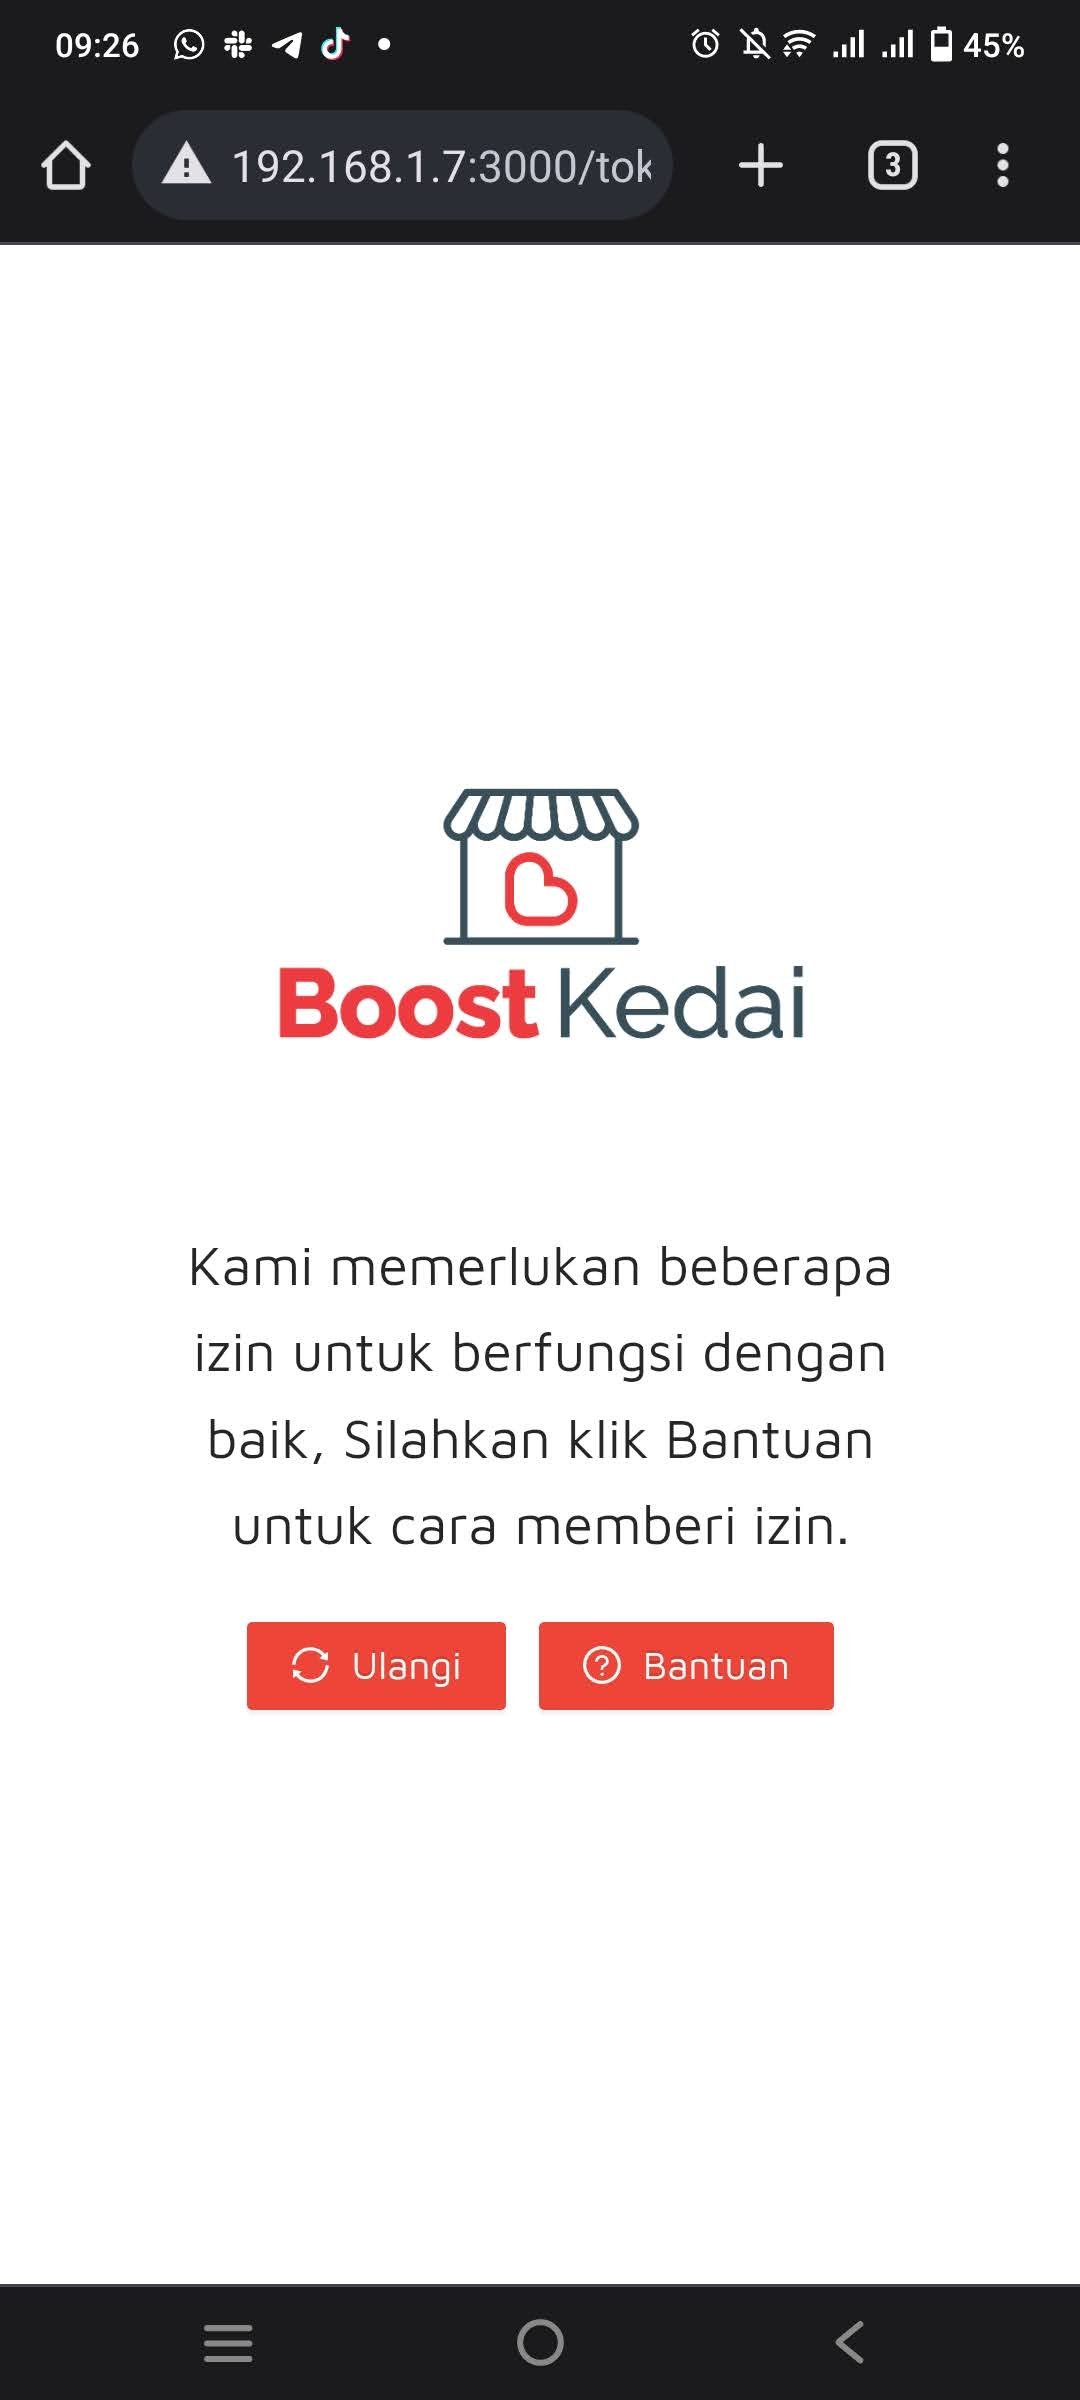 09:26
45%
192.168.1.7:3000/tok
3
Boost Kedai
Kami memerlukan beberapa
izin untuk berfungsi dengan
baik, Silahkan klik Bantuan
untuk cara memberi izin.
Ulangi
Bantuan